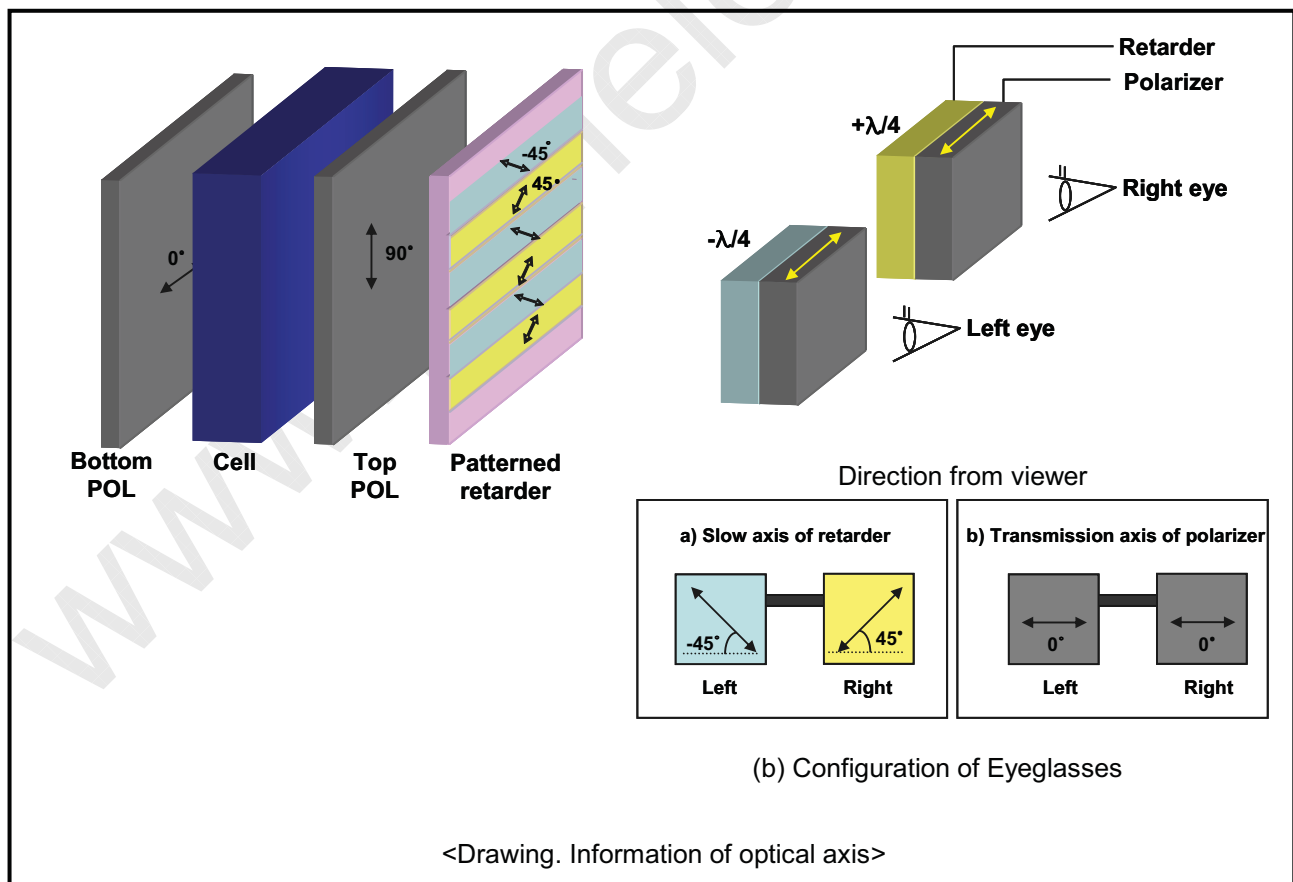 Retarder
Polarizer
+λ/4
-45°
45°
Right eye
0°
90°
-λ/4
Left eye
Bottom
POL
Cell
Top
POL
Patterned
retarder
Direction from viewer
a) Slow axis of retarder
-45°
45°
Left
Right
b) Transmission axis of polarizer
0°
0°
Left
Right
(b) Configuration of Eyeglasses
<Drawing. Information of optical axis>